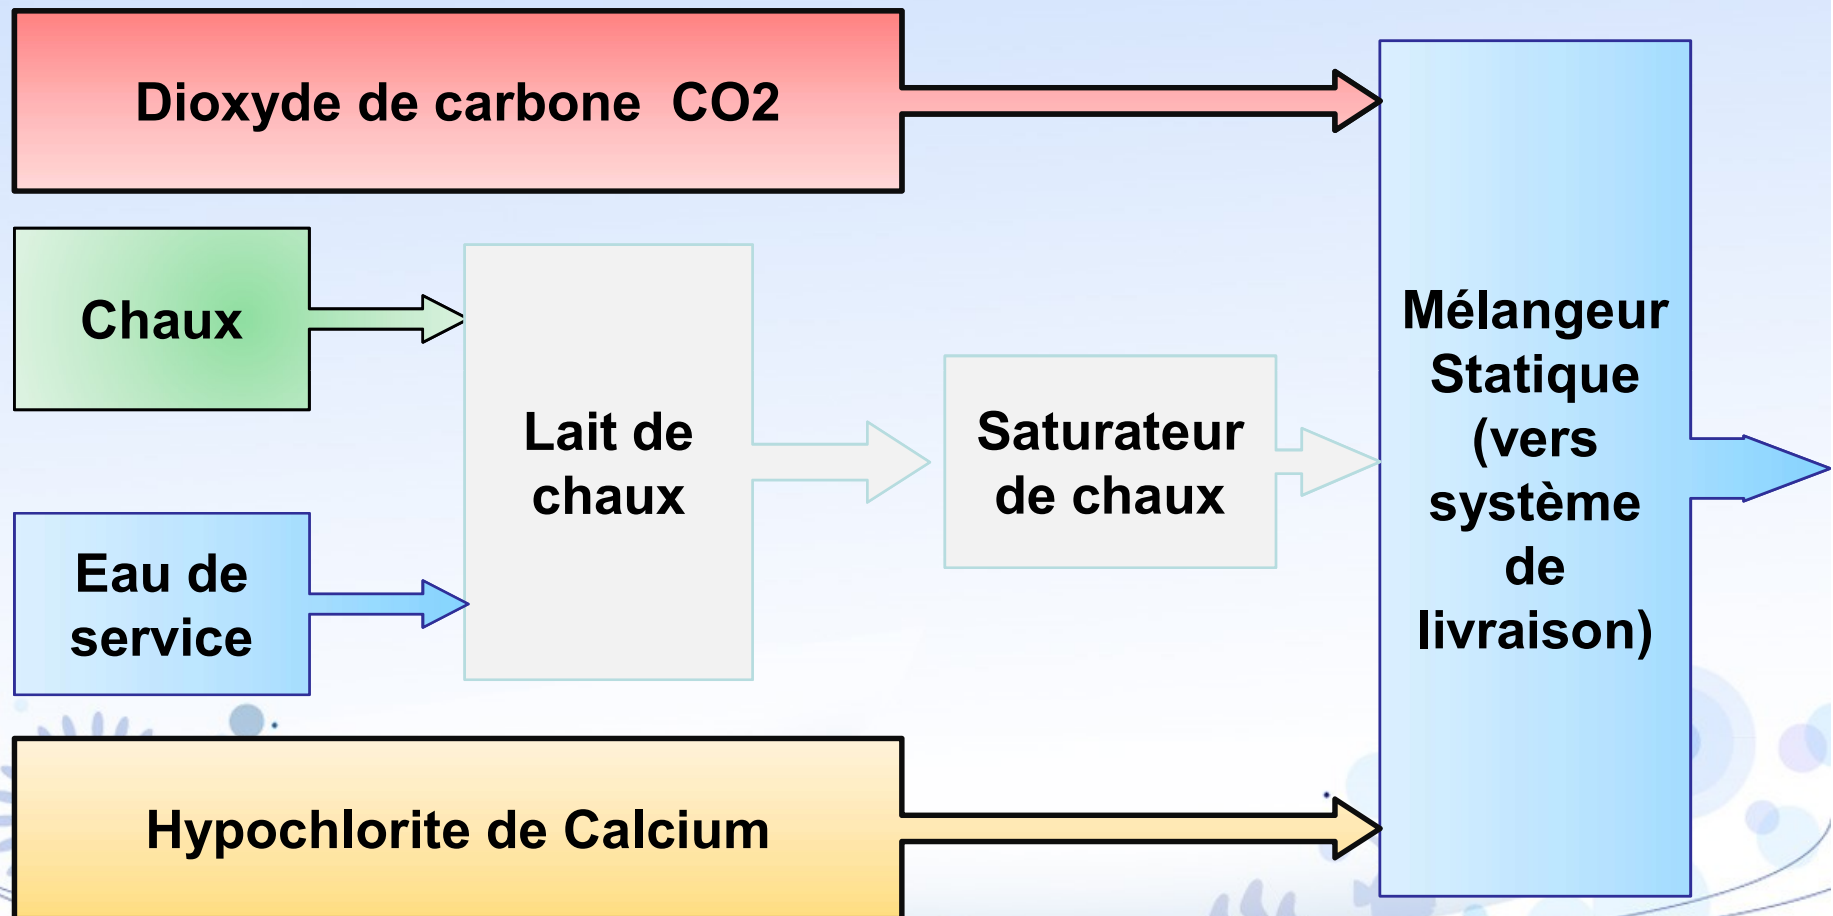 Dioxyde de carbone CO2
Chaux
Eau de
service
Lait de
chaux
Saturateur
de chaux
Hypochlorite de Calcium
Mélangeur
Statique
(vers
système
de
livraison)